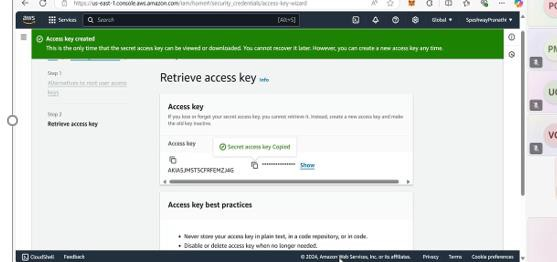 https://us-east-1.console.aws.amazon.com/iam/home#/security_credentials/access-key-wizard
aws Services Search [Alt+S] Global SposhwayPranathi
Access key created
This is the only time that the secret access key can be viewed or downloaded. You cannot recover it later. However, you can create a new access key any time.
Step 1
Alternatives to root user access
keys
Step 2
Retrieve access key
Retrieve access key Info
Access key
If you lose or forget your secret access key, you cannot retrieve it. Instead, create a new access key and make
the old key inactive.
Access key
Secret access key Copied
Show
Access key best practices
• Never store your access key in plain text, in a code repository, or in code.
• Disable or delete access key when no longer needed.
CloudShell Feedback © 2024, Amazon Web Services, Inc. or its affiliates. Privacy Terms Cookie preferences